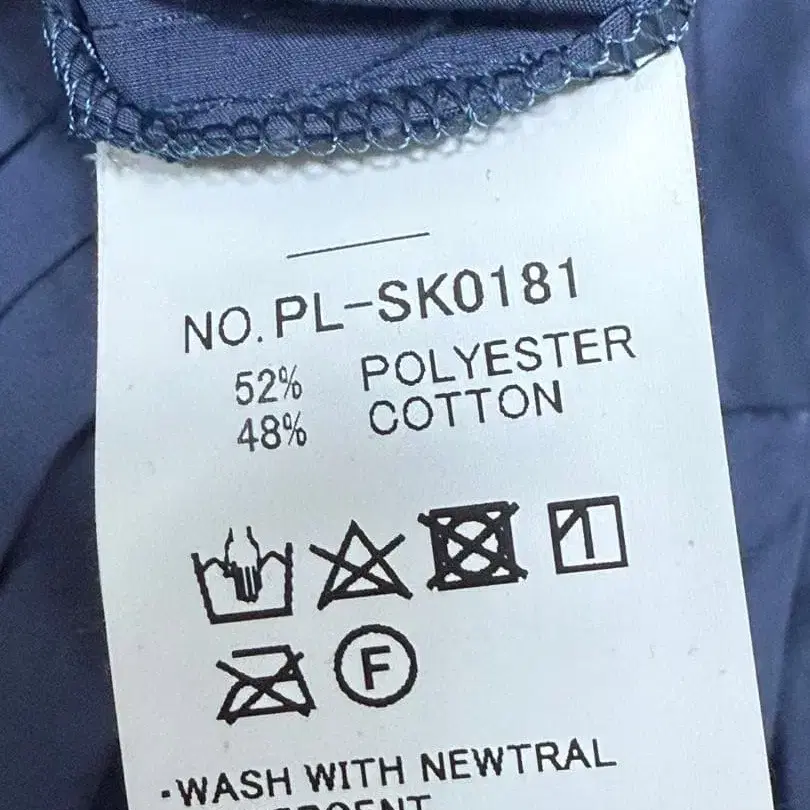 NO. PL-SK0181
52% POLYESTER
48% COTTON
F
·WASH WITH NEWTRAL